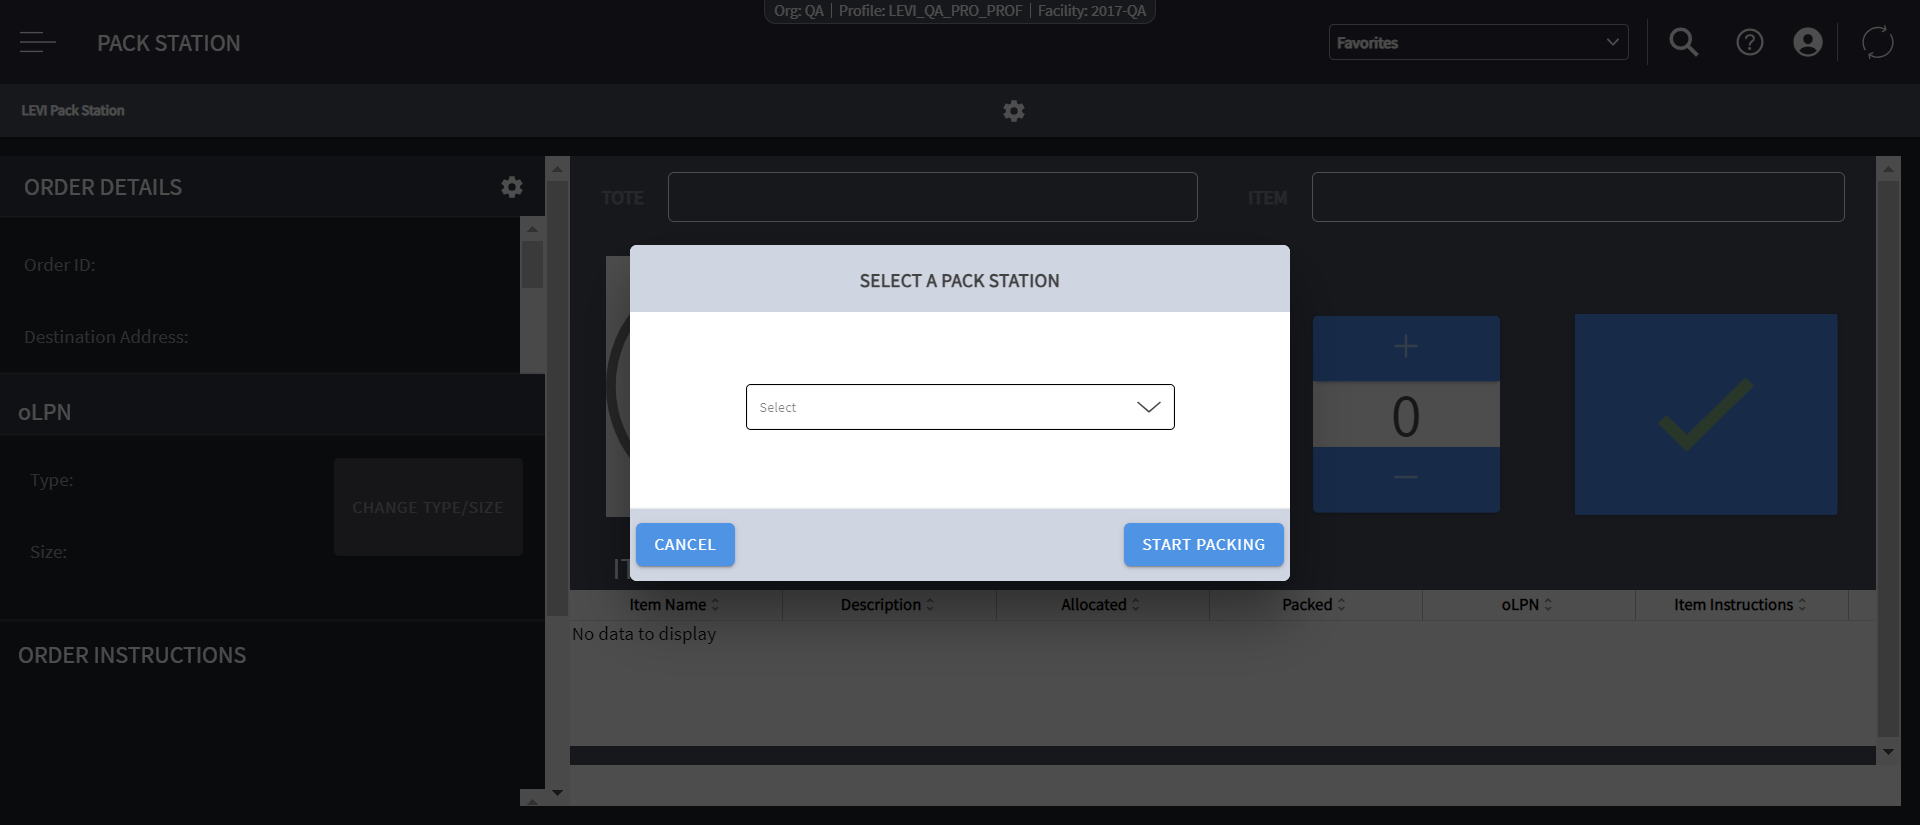 Org: QA | Profile: LEVI_QA_PRO_PROF | Facility: 2017-QA
PACK STATION
Favorites
LEVI Pack Station
ORDER DETAILS
Order ID:
Destination Address:
oLPN
Type:
CHANGE TYPE/SIZE
Size:
ORDER INSTRUCTIONS
TOTE
ITEM
SELECT A PACK STATION
Select
CANCEL
START PACKING
+
0
−
Item Name Description Allocated Packed oLPN Item Instructions
No data to display